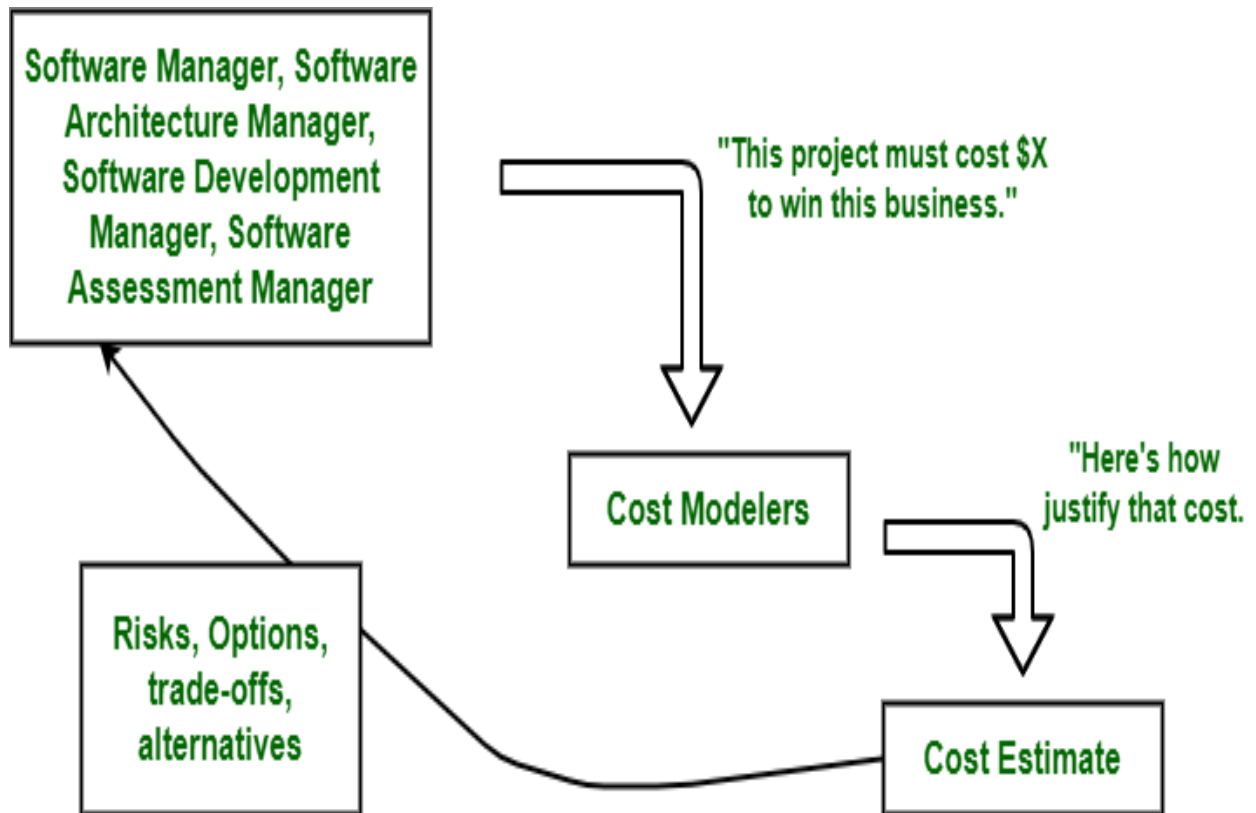 Software Manager, Software
Architecture Manager,
Software Development
Manager, Software
Assessment Manager
"This project must cost $X
to win this business."
Cost Modelers
"Here's how
justify that cost.
Risks, Options,
trade-offs,
alternatives
Cost Estimate